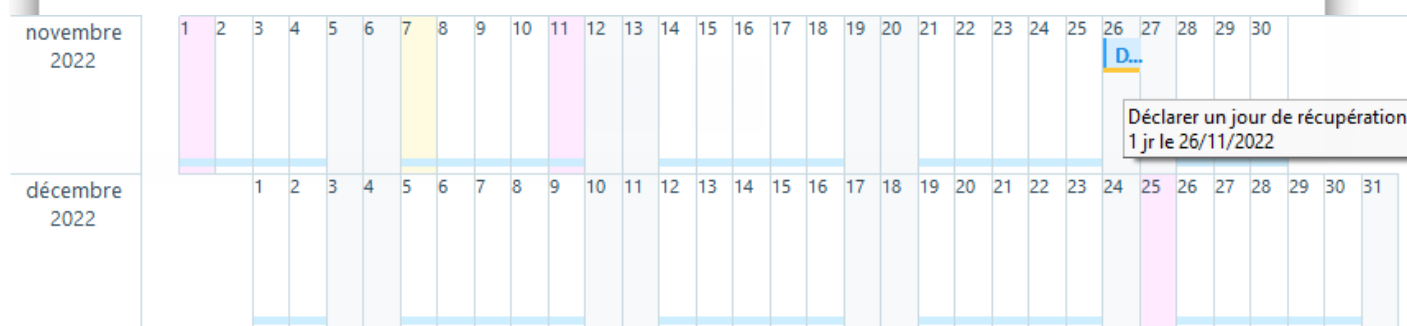 novembre
2022
1 2 3 4 5 6 7 8 9 10 11 12 13 14 15 16 17 18 19 20 21 22 23 24 25 26 27 28 29 30
D...
Déclarer un jour de récupération
1 jr le 26/11/2022
décembre
2022
1 2 3 4 5 6 7 8 9 10 11 12 13 14 15 16 17 18 19 20 21 22 23 24 25 26 27 28 29 30 31